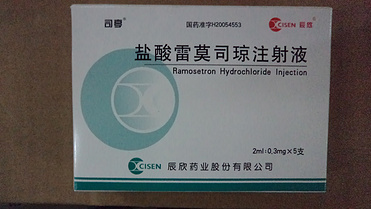 司琼
国药准字H20054553
CISEN 辰欣
盐酸雷莫司琼注射液
Ramosetron Hydrochloride Injection
2ml:0.3mg×5支
CISEN 辰欣药业股份有限公司